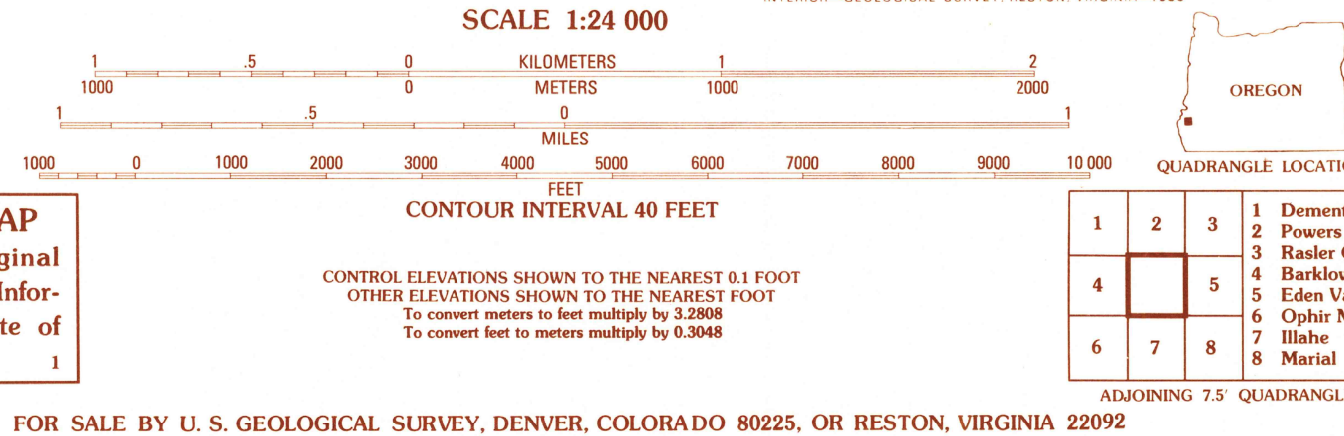 SCALE 1:24 000
1 .5 0 KILOMETERS 1 2
1000 0 METERS 1000 2000
1 .5 0 1
MILES
1000 0 1000 2000 3000 4000 5000 6000 7000 8000 9000 10 000
FEET
CONTOUR INTERVAL 40 FEET
CONTROL ELEVATIONS SHOWN TO THE NEAREST 0.1 FOOT
OTHER ELEVATIONS SHOWN TO THE NEAREST FOOT
To convert meters to feet multiply by 3.2808
To convert feet to meters multiply by 0.3048
OREGON
QUADRANGLE LOCATI
AP
ginal
Infor-
te of
1
1 2 3
4 5
6 7 8
1 Dement
2 Powers
3 Rasler
4 Barklow
5 Eden Va
6 Ophir M
7 Illahe
8 Marial
ADJOINING 7.5′ QUADRANGL
FOR SALE BY U. S. GEOLOGICAL SURVEY, DENVER, COLORADO 80225, OR RESTON, VIRGINIA 22092